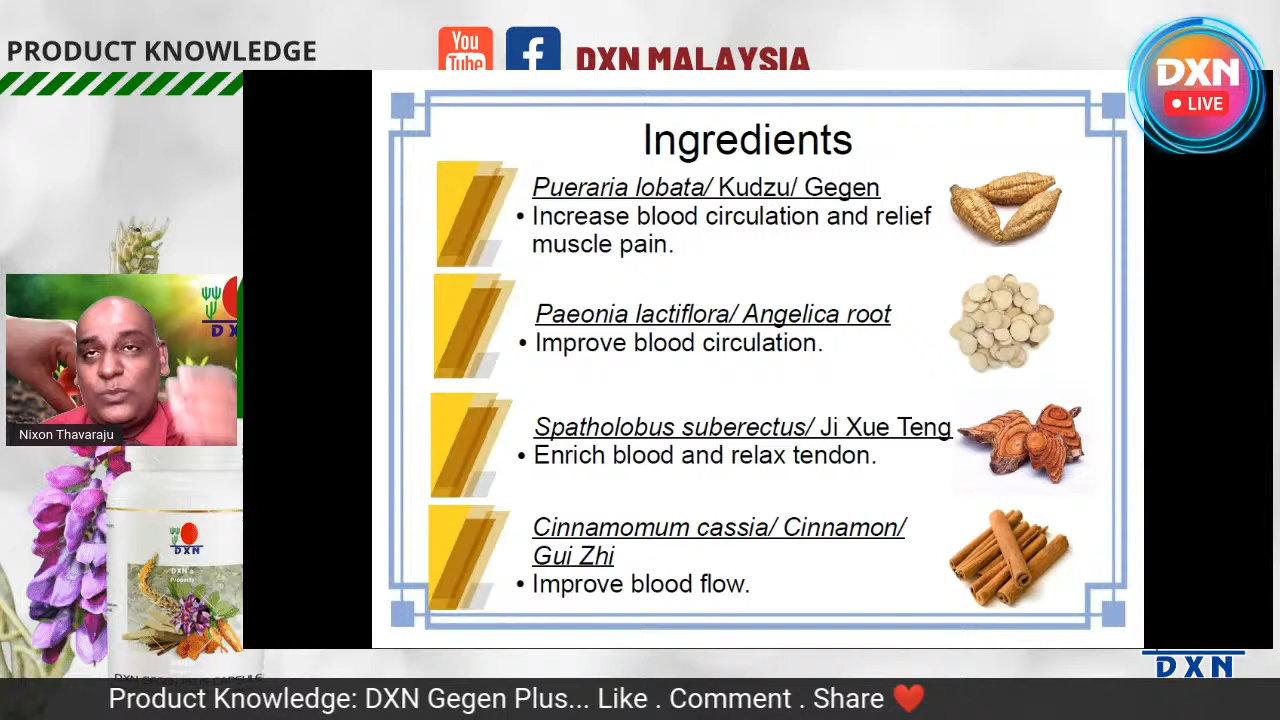 PRODUCT KNOWLEDGE
You
Tube
f
DXN MALAYSIA
DXN
LIVE
Ingredients
Pueraria lobata/ Kudzu/ Gegen
• Increase blood circulation and relief
muscle pain.
Paeonia lactiflora/ Angelica root
• Improve blood circulation.
Spatholobus suberectus/ Ji Xue Teng
• Enrich blood and relax tendon.
Cinnamomum cassia/ Cinnamon/
Gui Zhi
• Improve blood flow.
D X
Nixon Thavaraju
DXN
DXN's
Property
DXN
Product Knowledge: DXN Gegen Plus... Like . Comment . Share ❤️